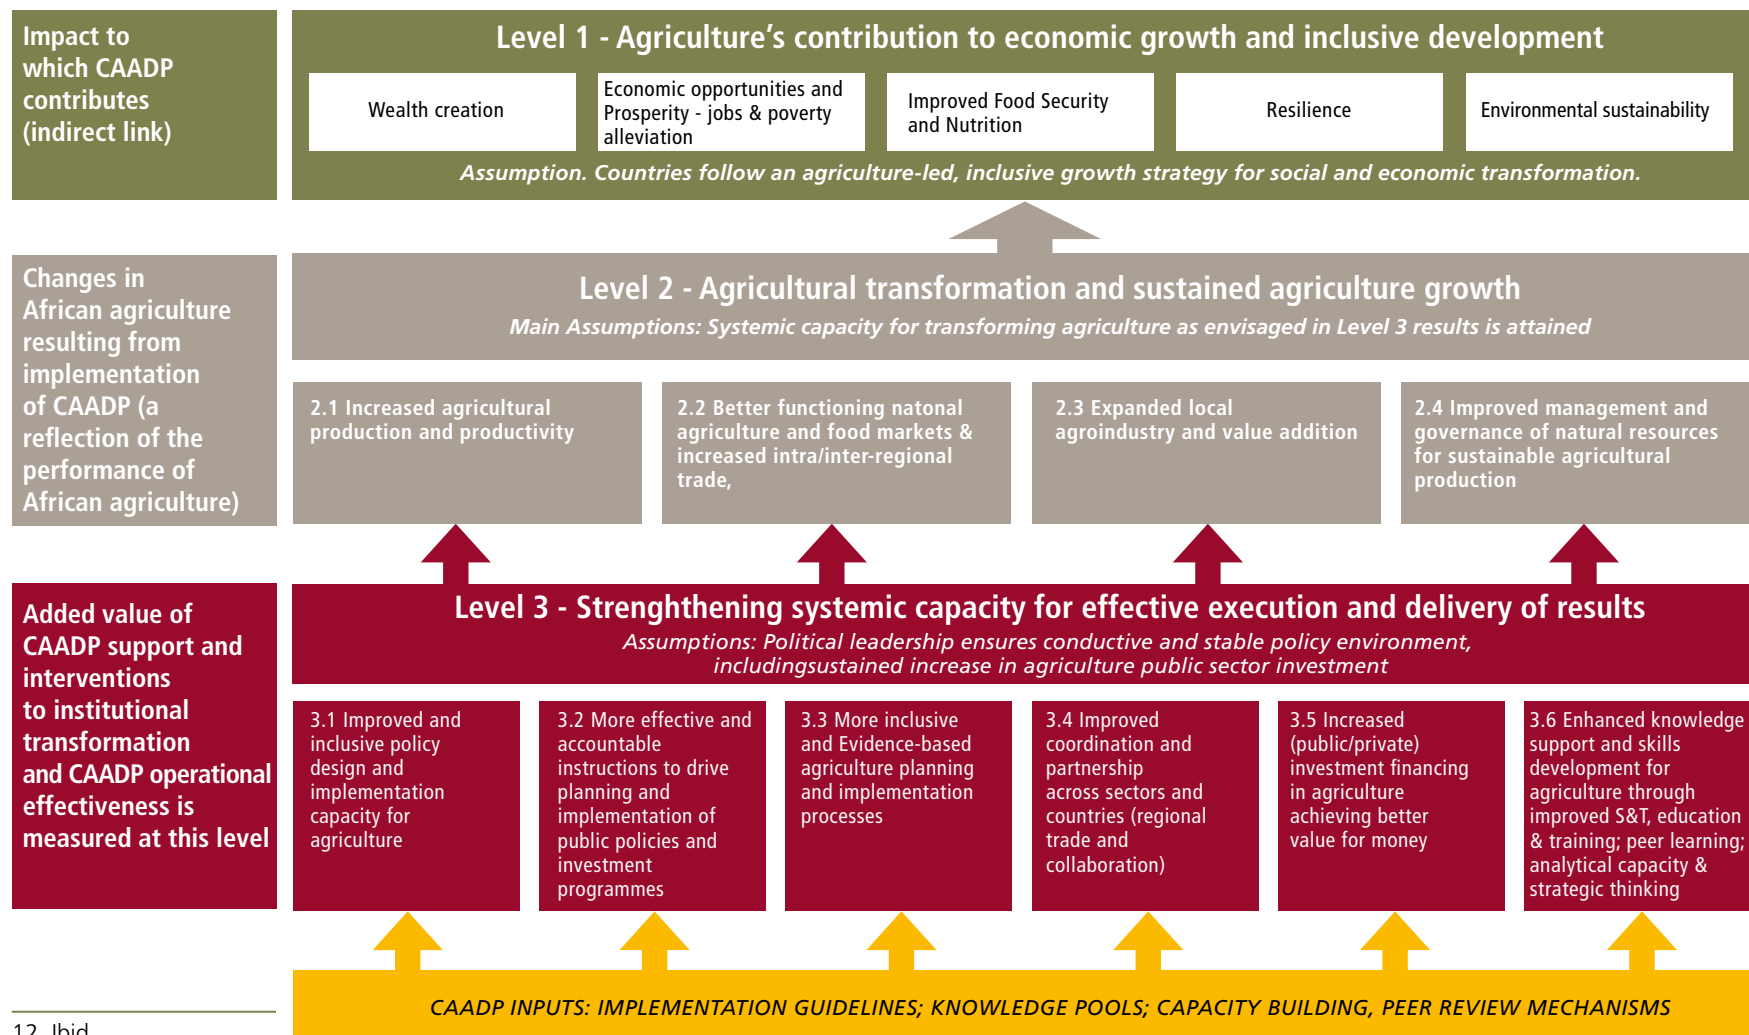 Impact to
which CAADP
contributes
(indirect link)
Level 1 - Agriculture’s contribution to economic growth and inclusive development
Wealth creation
Economic opportunities and
Prosperity - jobs & poverty
alleviation
Improved Food Security
and Nutrition
Resilience
Environmental sustainability
Assumption. Countries follow an agriculture-led, inclusive growth strategy for social and economic transformation.
Changes in
African agriculture
resulting from
implementation
of CAADP (a
reflection of the
performance of
African agriculture)
Level 2 - Agricultural transformation and sustained agriculture growth
Main Assumptions: Systemic capacity for transforming agriculture as envisaged in Level 3 results is attained
2.1 Increased agricultural
production and productivity
2.2 Better functioning natonal
agriculture and food markets &
increased intra/inter-regional
trade,
2.3 Expanded local
agroindustry and value addition
2.4 Improved management and
governance of natural resources
for sustainable agricultural
production
Added value of
CAADP support and
interventions
to institutional
transformation
and CAADP operational
effectiveness is
measured at this level
Level 3 - Strenghthening systemic capacity for effective execution and delivery of results
Assumptions: Political leadership ensures conductive and stable policy environment,
includingsustained increase in agriculture public sector investment
3.1 Improved and
inclusive policy
design and
implementation
capacity for
agriculture
3.2 More effective and
accountable
instructions to drive
planning and
implementation of
public policies and
investment
programmes
3.3 More inclusive
and Evidence-based
agriculture planning
and implementation
processes
3.4 Improved
coordination and
partnership
across sectors and
countries (regional
trade and
collaboration)
3.5 Increased
(public/private)
investment financing
in agriculture
achieving better
value for money
3.6 Enhanced knowledge
support and skills
development for
agriculture through
improved S&T, education
& training; peer learning;
analytical capacity &
strategic thinking
CAADP INPUTS: IMPLEMENTATION GUIDELINES; KNOWLEDGE POOLS; CAPACITY BUILDING, PEER REVIEW MECHANISMS
12 Ibid